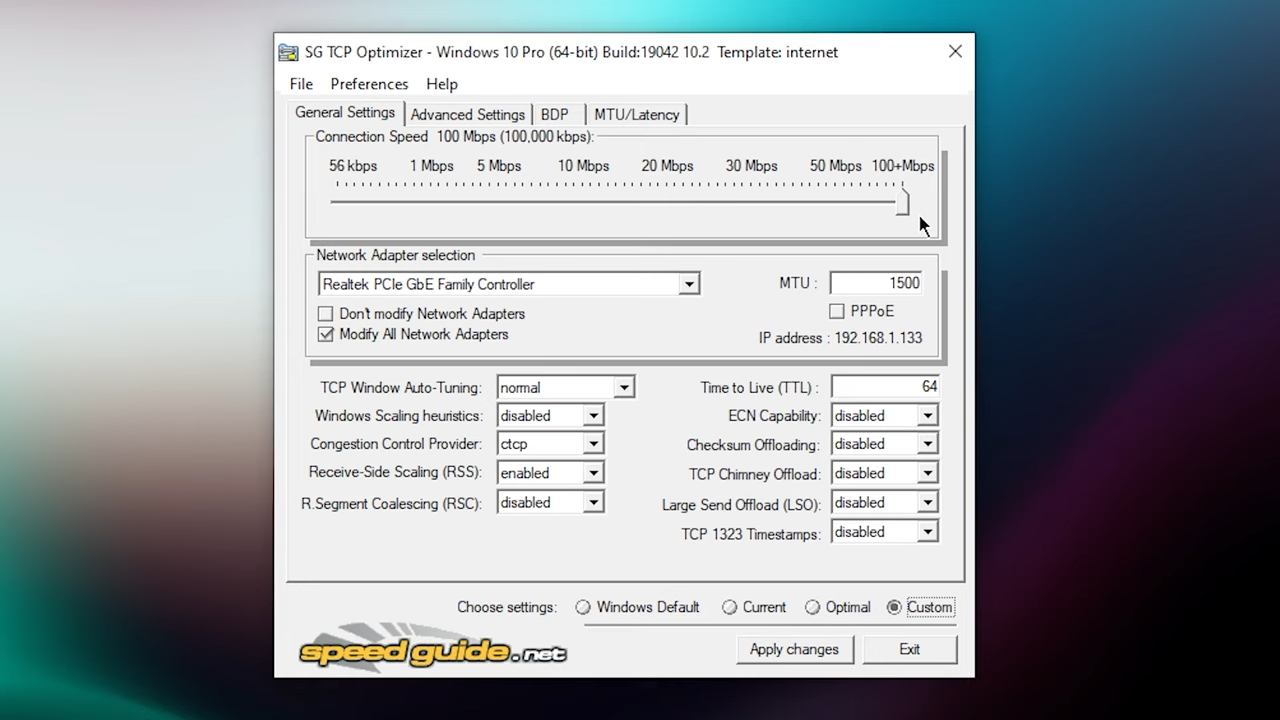 SG TCP Optimizer - Windows 10 Pro (64-bit) Build:19042 10.2  Template: internet
File Preferences Help
General Settings Advanced Settings BDP MTU/Latency
Connection Speed 100 Mbps (100,000 kbps):
56 kbps 1 Mbps 5 Mbps 10 Mbps 20 Mbps 30 Mbps 50 Mbps 100+Mbps
Network Adapter selection
Realtek PCIe GbE Family Controller MTU : 1500
Don't modify Network Adapters PPPoE
Modify All Network Adapters IP address : 192.168.1.133
TCP Window Auto-Tuning: normal Time to Live (TTL) : 64
Windows Scaling heuristics: disabled ECN Capability: disabled
Congestion Control Provider: ctcp Checksum Offloading: disabled
Receive-Side Scaling (RSS): enabled TCP Chimney Offload: disabled
R.Segment Coalescing (RSC): disabled Large Send Offload (LSO): disabled
TCP 1323 Timestamps: disabled
Choose settings: Windows Default Current Optimal Custom
speed guide.net Apply changes Exit